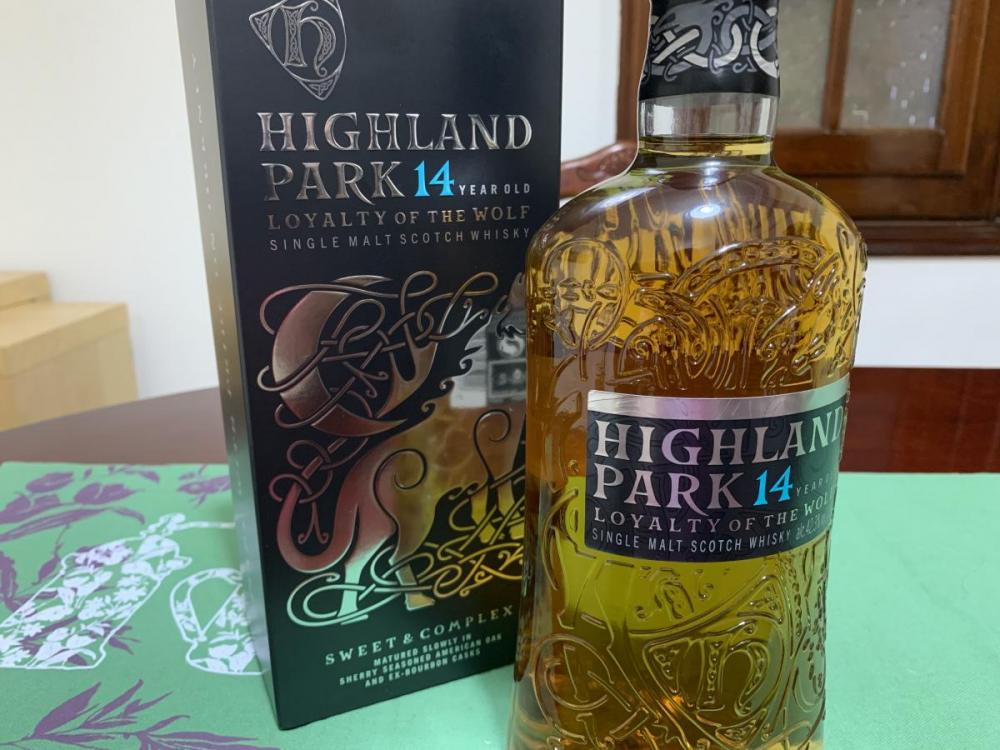 HIGHLAND
PARK 14 YEAR OLD
LOYALTY OF THE WOLF
SINGLE MALT SCOTCH WHISKY
SWEET & COMPLEX
MATURED SLOWLY IN
SHERRY SEASONED AMERICAN OAK
AND EX-BOURBON CASKS
HIGHLAND
PARK 14 YEAR
LOYALTY OF THE WOLF
SINGLE MALT SCOTCH WHISKY